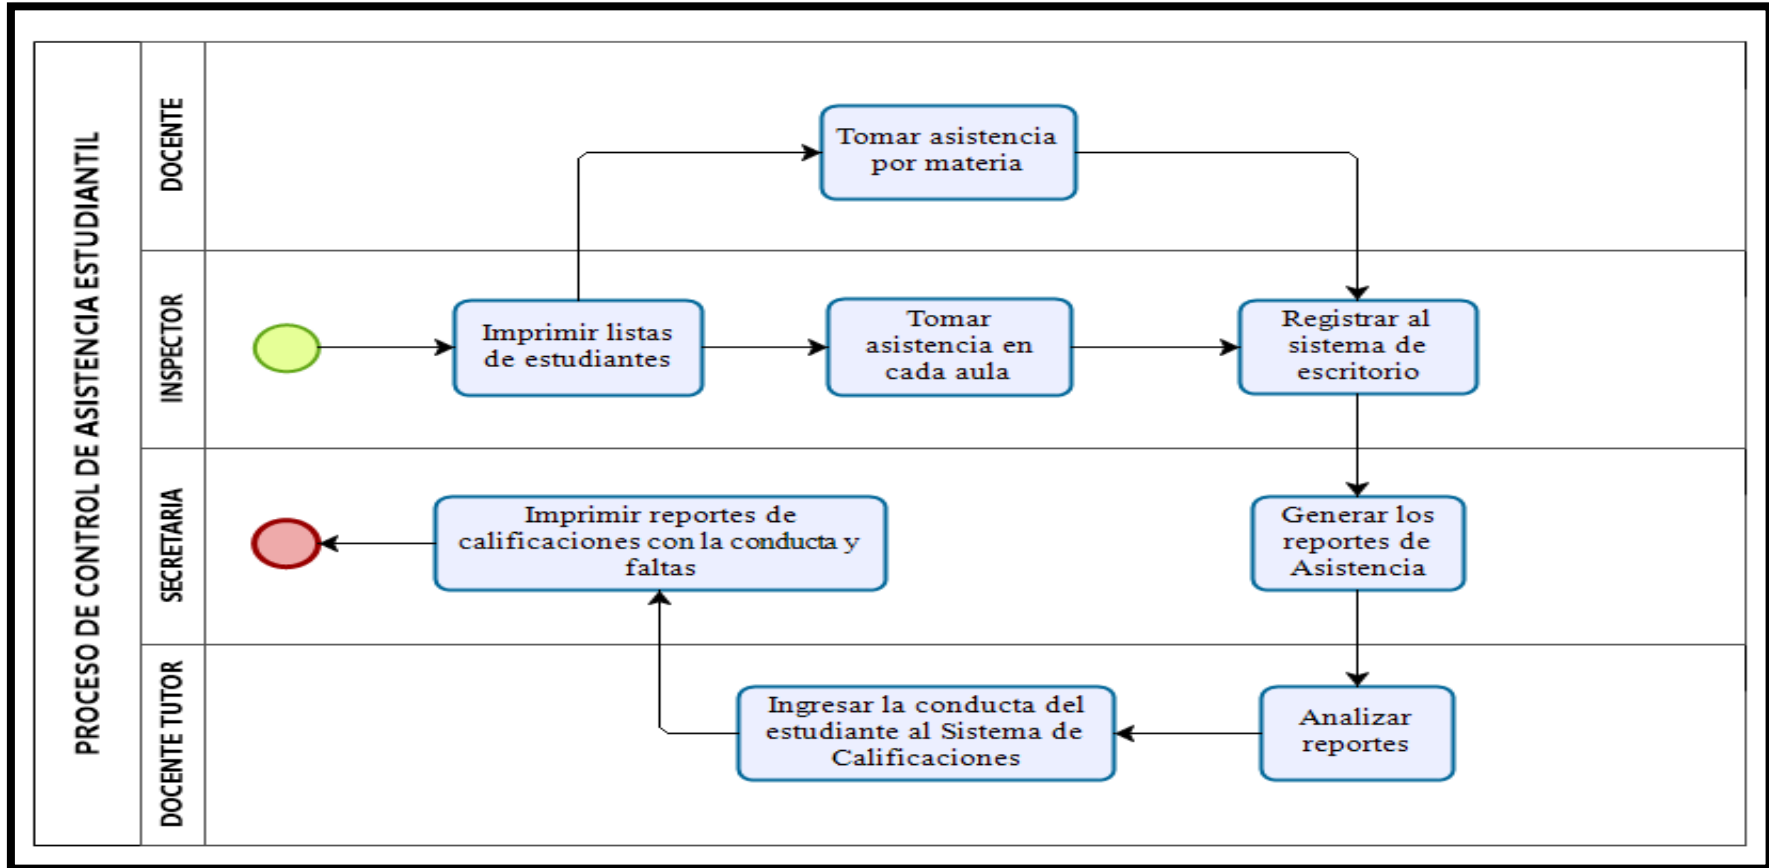 PROCESO DE CONTROL DE ASISTENCIA ESTUDIANTIL
DOCENTE
Tomar asistencia
por materia
INSPECTOR
Imprimir listas
de estudiantes
Tomar
asistencia en
cada aula
Registrar al
sistema de
escritorio
SECRETARIA
Imprimir reportes de
calificaciones con la conducta y
faltas
Generar los
reportes de
Asistencia
DOCENTE TUTOR
Ingresar la conducta del
estudiante al Sistema de
Calificaciones
Analizar
reportes